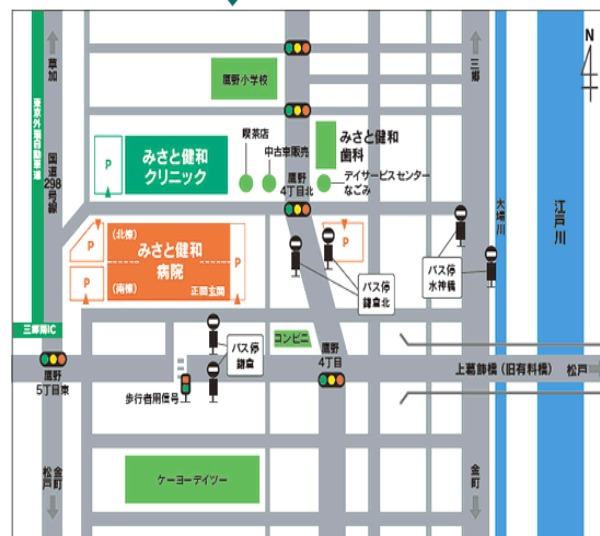 N
草加
三郷
東京外環自動車道
国道
298号線
鷹野小学校
喫茶店
中古車販売
みさと健和
歯科
みさと健和
クリニック
P
鷹野
4丁目北
デイサービスセンター
なごみ
大場川
江戸川
P
(北棟)
みさと健和
病院
(南棟)
正面玄関
P
P
P
バス停
鎌倉北
バス停
水神橋
三郷南IC
コンビニ
バス停
鎌倉
鷹野
4丁目
鷹野
5丁目東
歩行者用信号
上葛飾橋（旧有料橋）
松戸
ケーヨーデイツー
金町
松戸
金町